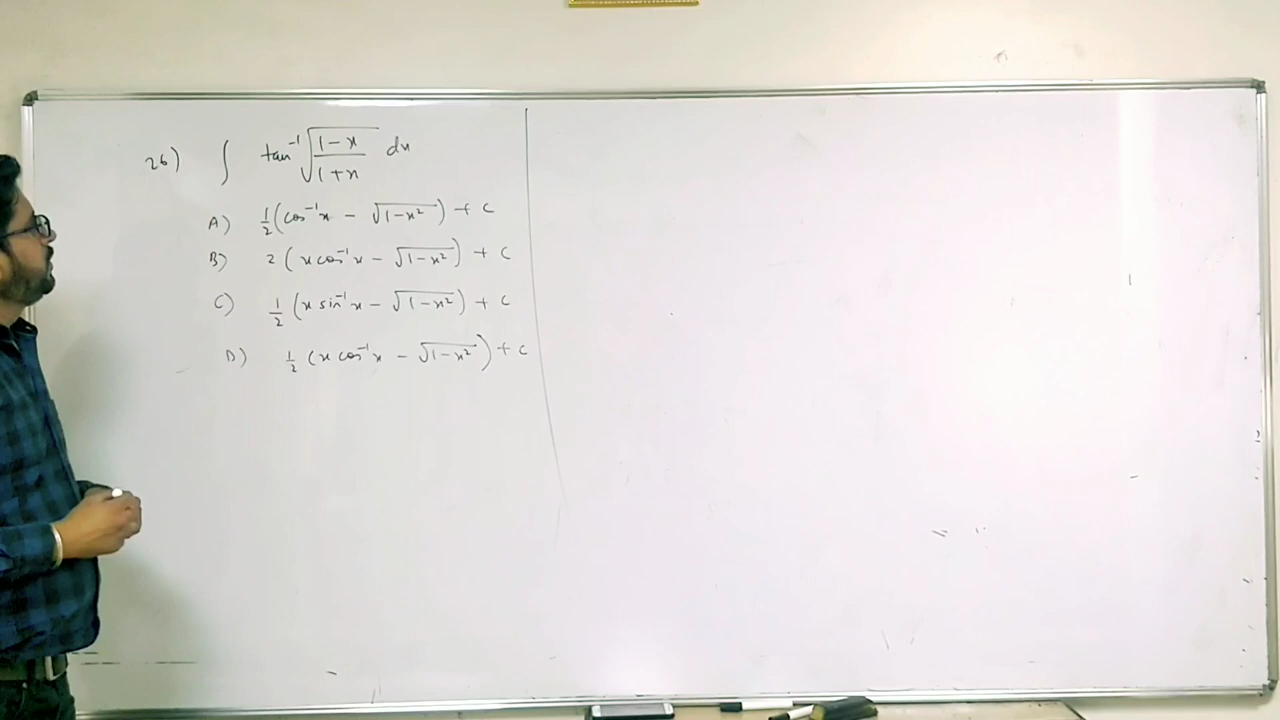 26) ∫ tan⁻¹ √((1-x)/(1+x)) dx
A) ½(cos⁻¹x - √(1-x²)) + c
B) 2(x cos⁻¹x - √(1-x²)) + c
C) ½(x sin⁻¹x - √(1-x²)) + c
D) ½(x cos⁻¹x - √(1-x²)) + c